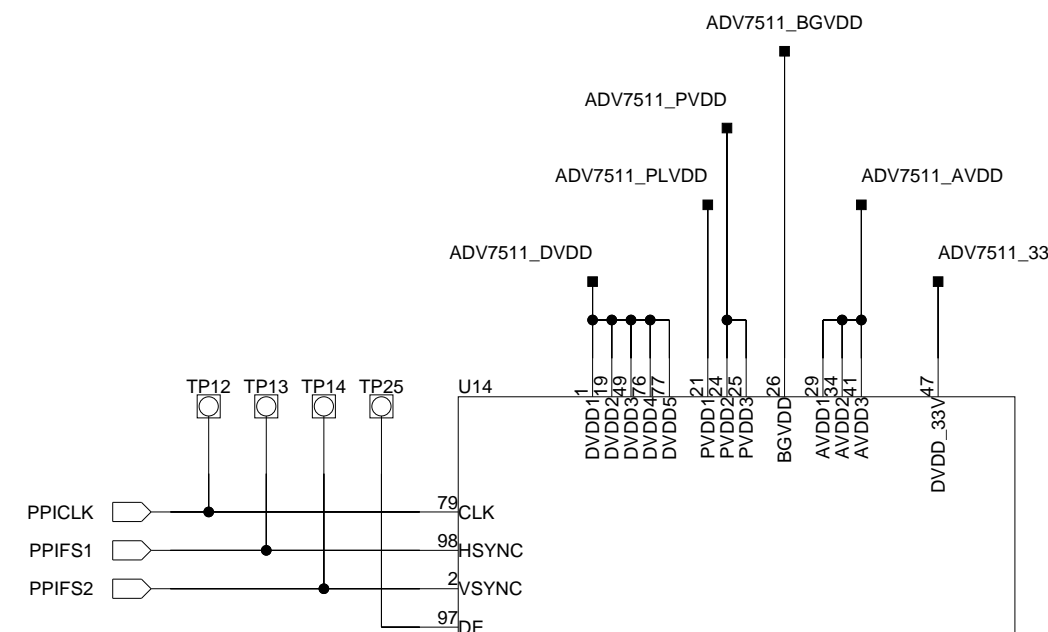 ADV7511_BGVDD
ADV7511_PVDD
ADV7511_PLVDD
ADV7511_AVDD
ADV7511_DVDD
ADV7511_33
TP12 TP13 TP14 TP25 U14
1 19 49 76 77 21 24 25 26 29 34 41 47
DVDD1 DVDD2 DVDD3 DVDD4 DVDD5 PVDD1 PVDD2 PVDD3 BGVDD AVDD1 AVDD2 AVDD3 DVDD_33V
PPICLK 79 CLK
PPIFS1 98 HSYNC
PPIFS2 2 VSYNC
97 DE